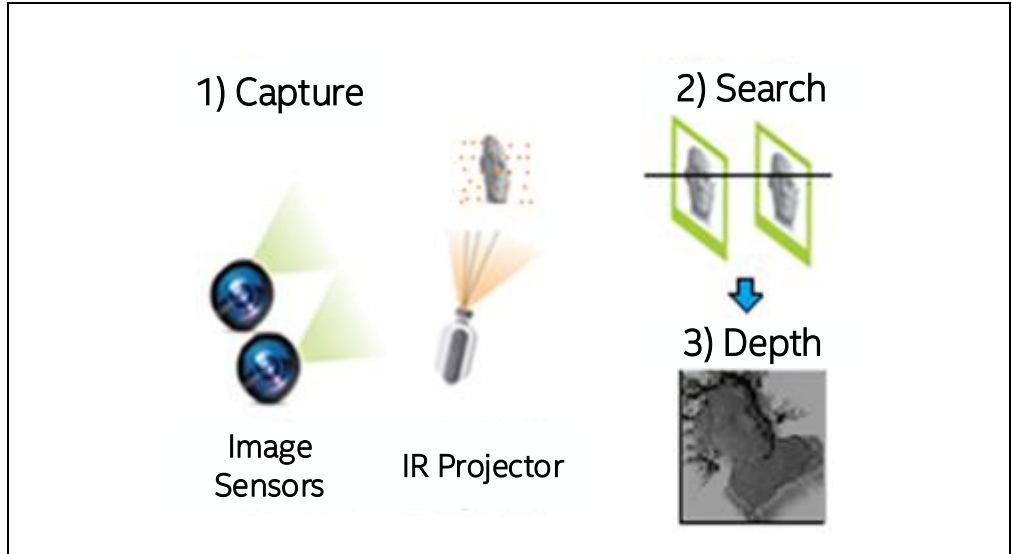 1) Capture
Image
Sensors
IR Projector
2) Search
3) Depth